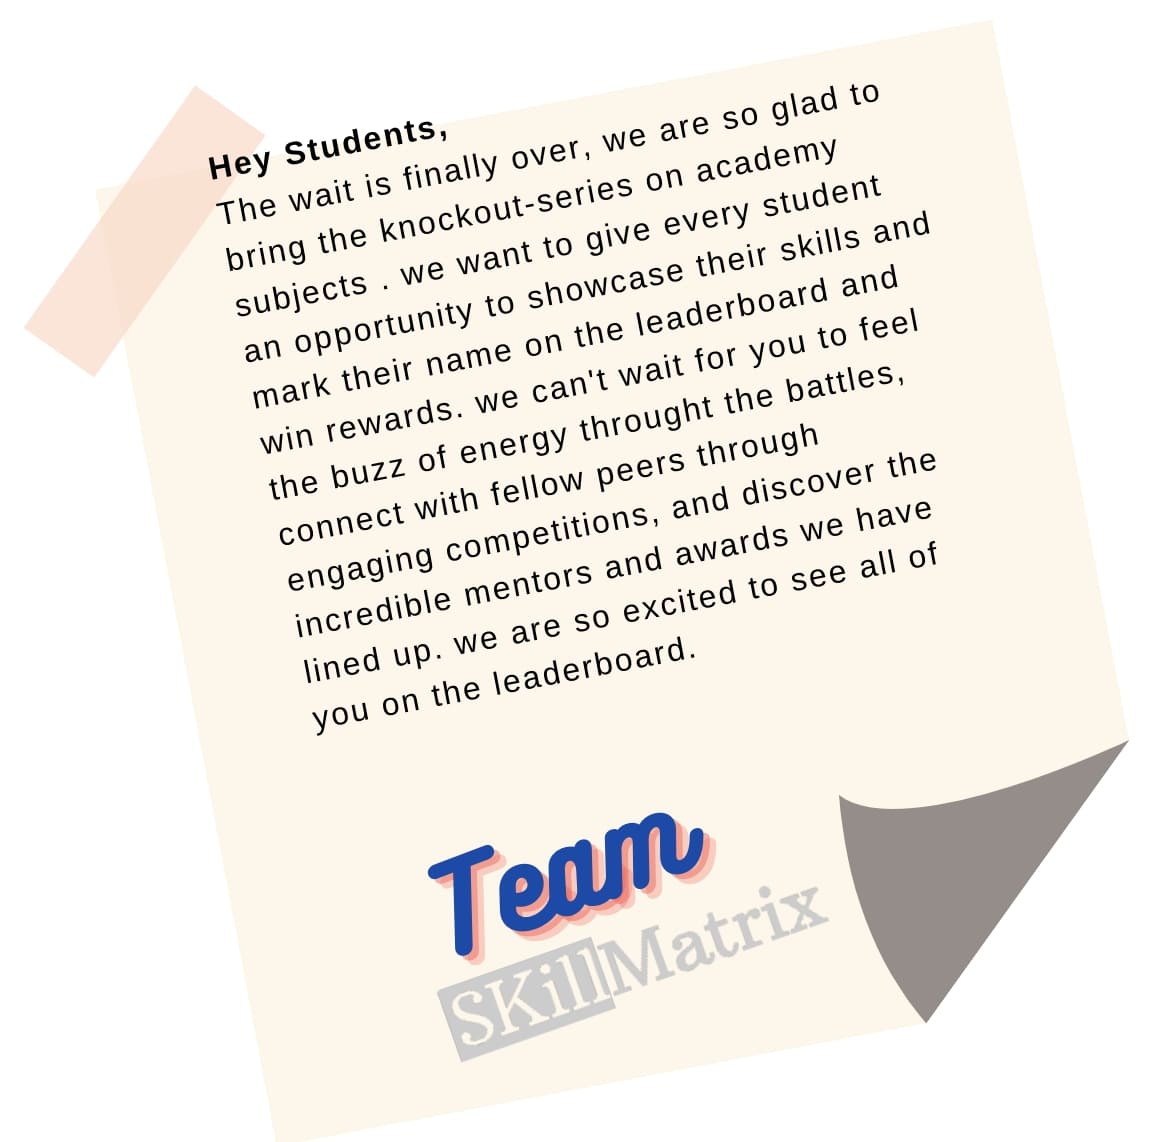 Hey Students,
The wait is finally over, we are so glad to
bring the knockout-series on academy
subjects . we want to give every student
an opportunity to showcase their skills and
mark their name on the leaderboard and
win rewards. we can't wait for you to feel
the buzz of energy throught the battles,
connect with fellow peers through
engaging competitions, and discover the
incredible mentors and awards we have
lined up. we are so excited to see all of
you on the leaderboard.
Team
SKillMatrix